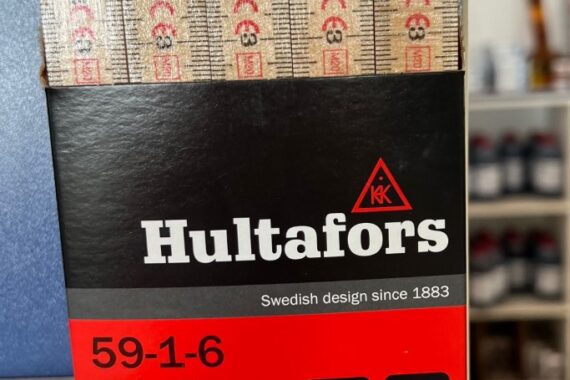 Hultafors
Swedish design since 1883
59-1-6